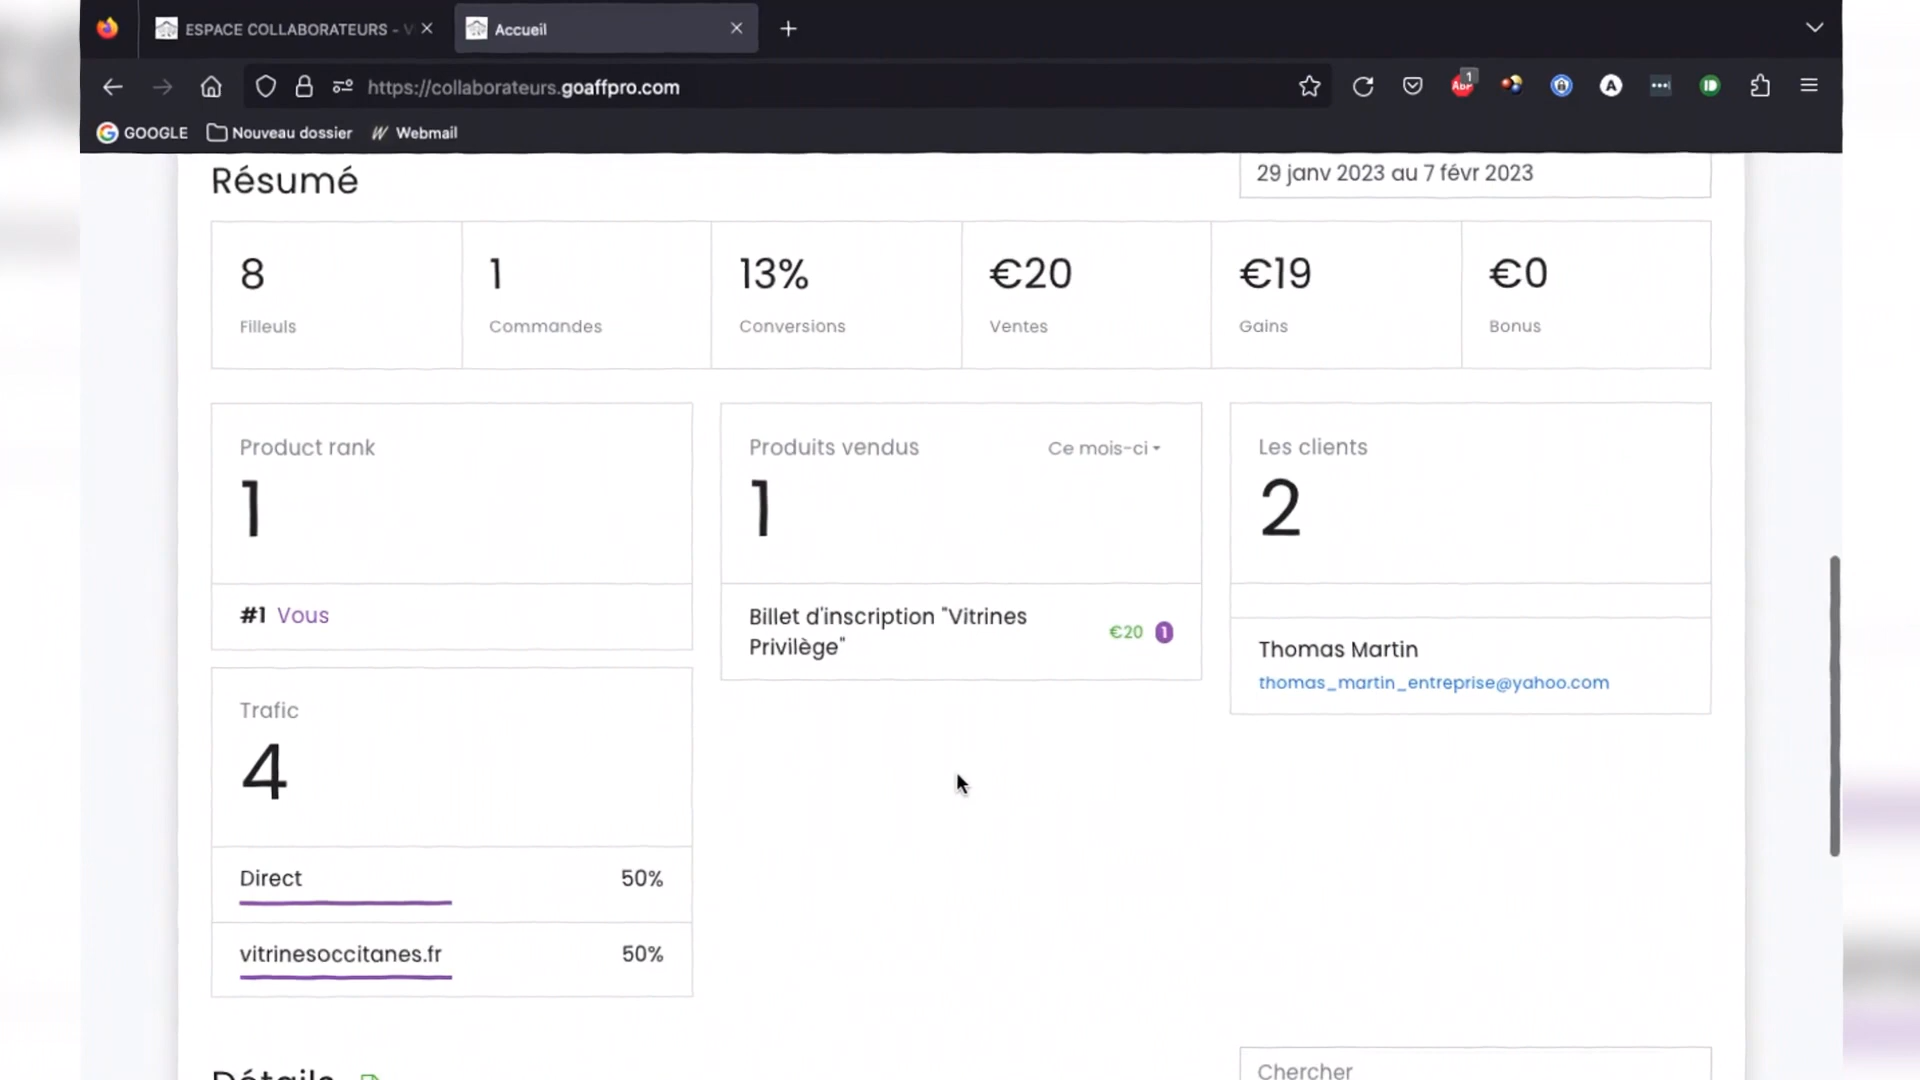 ESPACE COLLABORATEURS - V
Accueil
https://collaborateurs.goaffpro.com
ABP
1
A
GOOGLE
Nouveau dossier
Webmail
Résumé
29 janv 2023 au 7 févr 2023
8
Filleuls
1
Commandes
13%
Conversions
€20
Ventes
€19
Gains
€0
Bonus
Product rank
1
#1 Vous
Produits vendus
Ce mois-ci
1
Billet d'inscription "Vitrines
Privilège"
€20 1
Les clients
2
Thomas Martin
thomas_martin_entreprise@yahoo.com
Trafic
4
Direct 50%
vitrinesoccitanes.fr 50%
Détails
Chercher